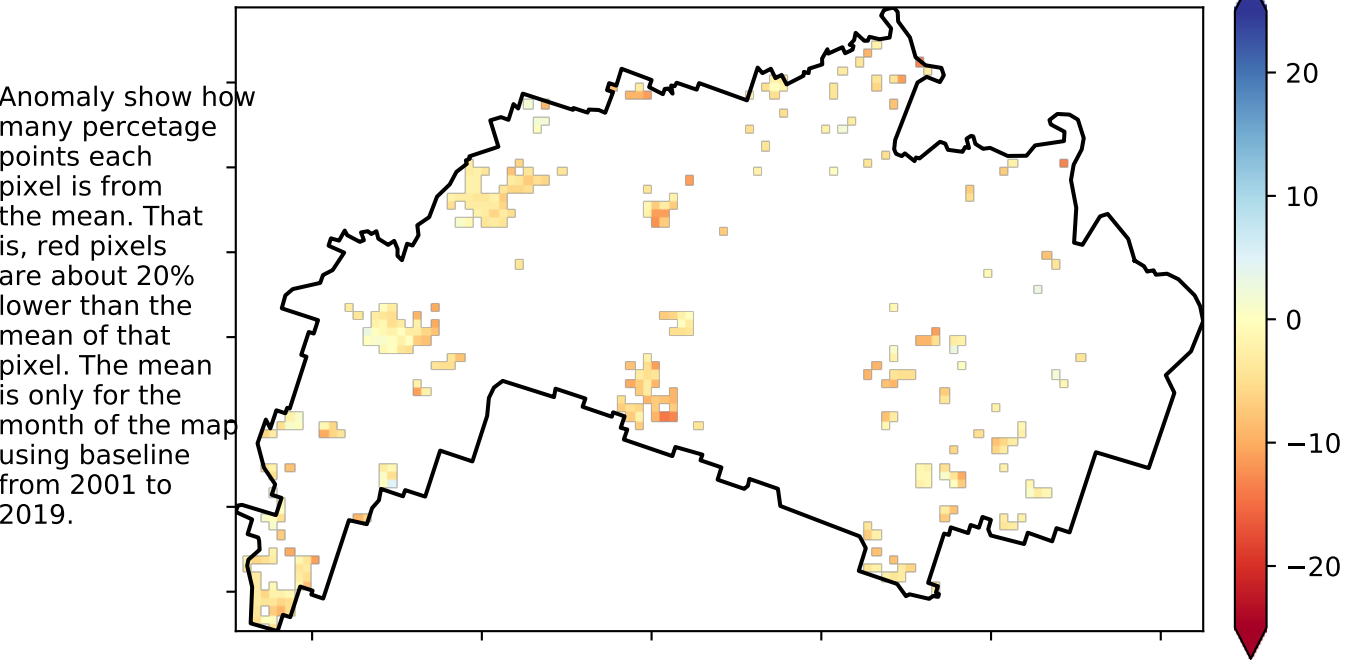 Anomaly show how
many percetage
points each
pixel is from
the mean. That
is, red pixels
are about 20%
lower than the
mean of that
pixel. The mean
is only for the
month of the map
using baseline
from 2001 to
2019.
20
10
0
−10
−20